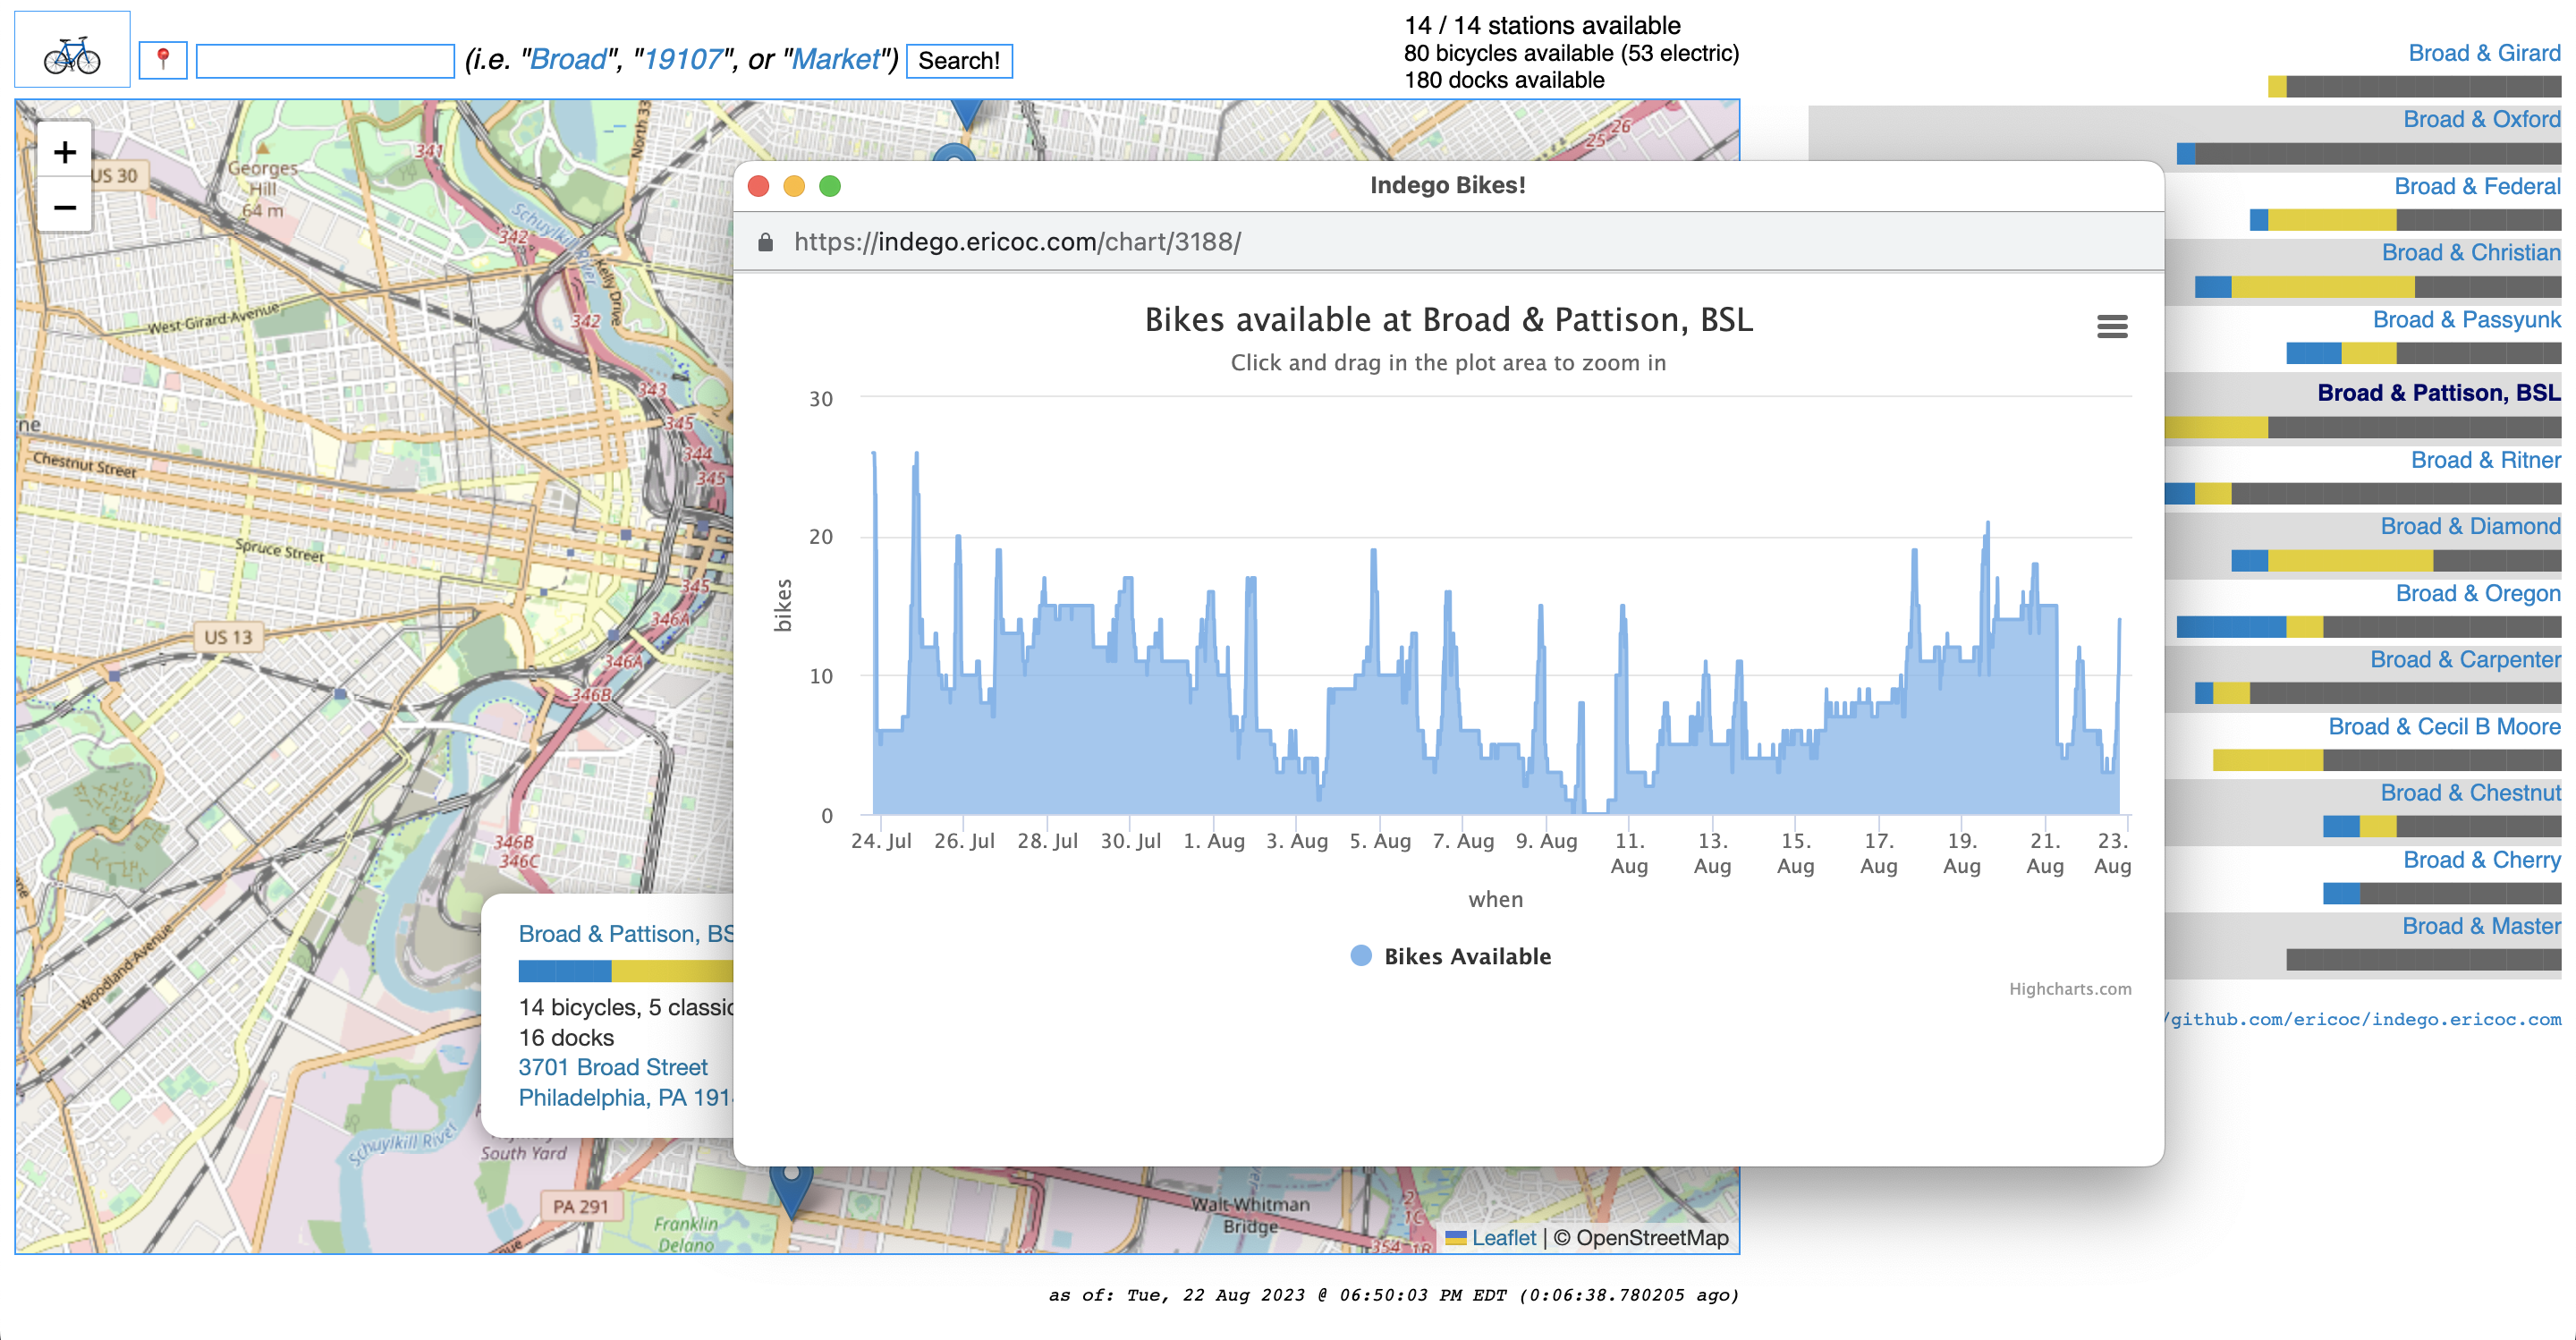 (i.e. "Broad", "19107", or "Market") Search!
14 / 14 stations available
80 bicycles available (53 electric)
180 docks available
+
−
US 30
Georges
Hill
64 m
341
North 33
25
26
Schuylkill River
342
Kelly Drive
342
West Girard Avenue
343
345
344
345
ne
Chestnut Street
Spruce Street
345
346A
US 13
346A
346B
346B
346C
Woodland Avenue
Schuylkill River
South Yard
PA 291
Franklin
Delano
nue
Walt Whitman
Bridge
2
1C
354
1B
Broad & Pattison, BS
14 bicycles, 5 classic
16 docks
3701 Broad Street
Philadelphia, PA 191
Indego Bikes!
https://indego.ericoc.com/chart/3188/
Bikes available at Broad & Pattison, BSL
Click and drag in the plot area to zoom in
30
20
10
0
bikes
24. Jul 26. Jul 28. Jul 30. Jul 1. Aug 3. Aug 5. Aug 7. Aug 9. Aug 11. Aug 13. Aug 15. Aug 17. Aug 19. Aug 21. Aug 23. Aug
when
Bikes Available
Highcharts.com
Leaflet | © OpenStreetMap
as of: Tue, 22 Aug 2023 @ 06:50:03 PM EDT (0:06:38.780205 ago)
Broad & Girard
Broad & Oxford
Broad & Federal
Broad & Christian
Broad & Passyunk
Broad & Pattison, BSL
Broad & Ritner
Broad & Diamond
Broad & Oregon
Broad & Carpenter
Broad & Cecil B Moore
Broad & Chestnut
Broad & Cherry
Broad & Master
/github.com/ericoc/indego.ericoc.com